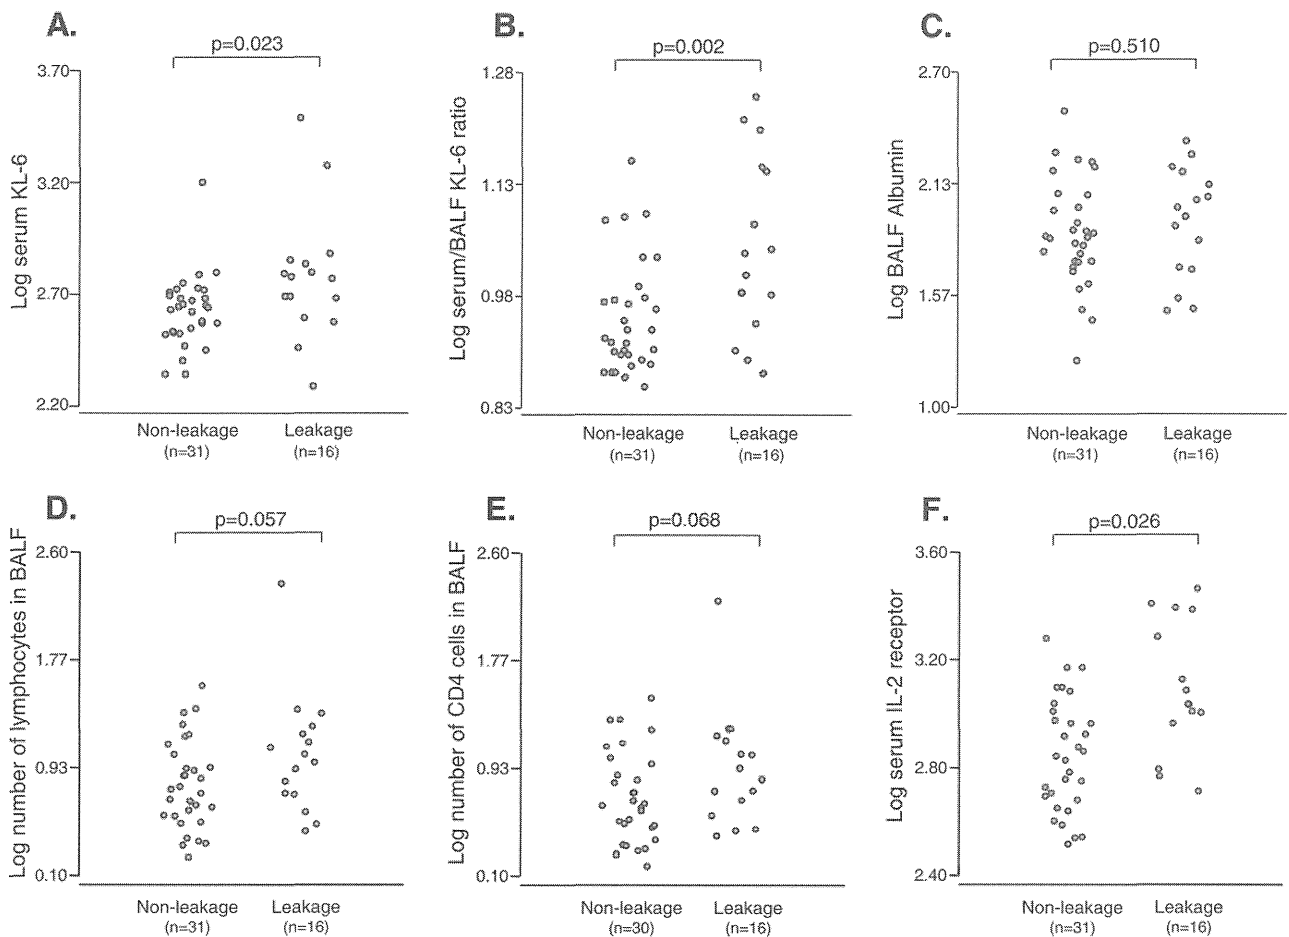 A.
p=0.023
Log serum KL-6
3.70
3.20
2.70
2.20
Non-leakage
(n=31)
Leakage
(n=16)
B.
p=0.002
Log serum/BALF KL-6 ratio
1.28
1.13
0.98
0.83
Non-leakage
(n=31)
Leakage
(n=16)
C.
p=0.510
Log BALF Albumin
2.70
2.13
1.57
1.00
Non-leakage
(n=31)
Leakage
(n=16)
D.
p=0.057
Log number of lymphocytes in BALF
2.60
1.77
0.93
0.10
Non-leakage
(n=31)
Leakage
(n=16)
E.
p=0.068
Log number of CD4 cells in BALF
2.60
1.77
0.93
0.10
Non-leakage
(n=30)
Leakage
(n=16)
F.
p=0.026
Log serum IL-2 receptor
3.60
3.20
2.80
2.40
Non-leakage
(n=31)
Leakage
(n=16)